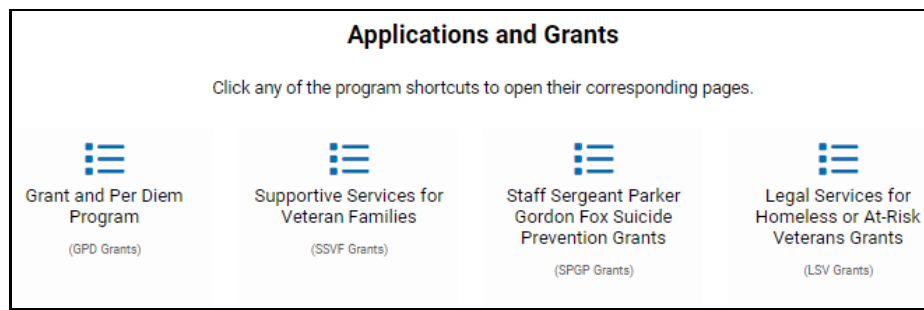 Applications and Grants
Click any of the program shortcuts to open their corresponding pages.
Grant and Per Diem
Program
(GPD Grants)
Supportive Services for
Veteran Families
(SSVF Grants)
Staff Sergeant Parker
Gordon Fox Suicide
Prevention Grants
(SPGP Grants)
Legal Services for
Homeless or At-Risk
Veterans Grants
(LSV Grants)